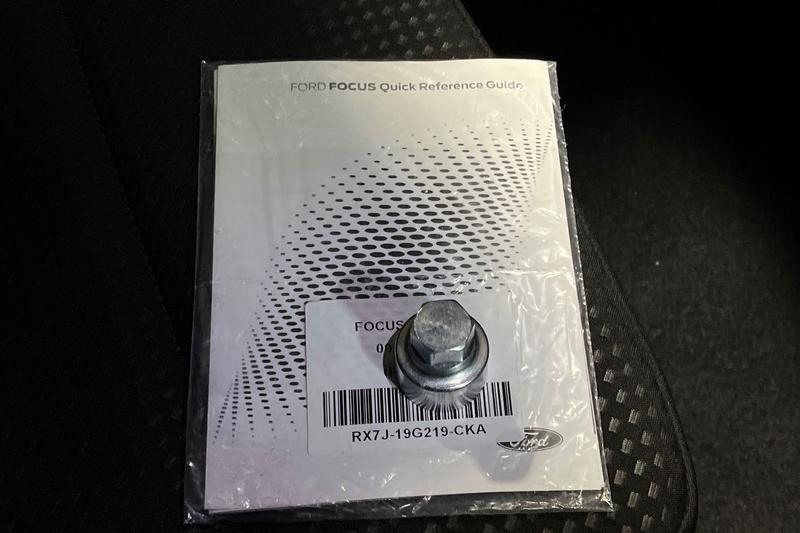 FORD FOCUS Quick Reference Guide
FOCUS
RX7J-19G219-CKA
Ford